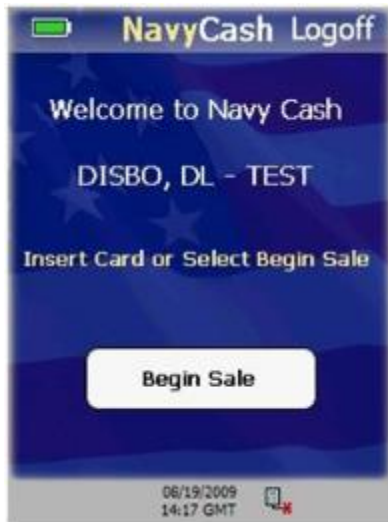 NavyCash Logoff
Welcome to Navy Cash
DISBO, DL - TEST
Insert Card or Select Begin Sale
Begin Sale
06/19/2009
14:17 GMT